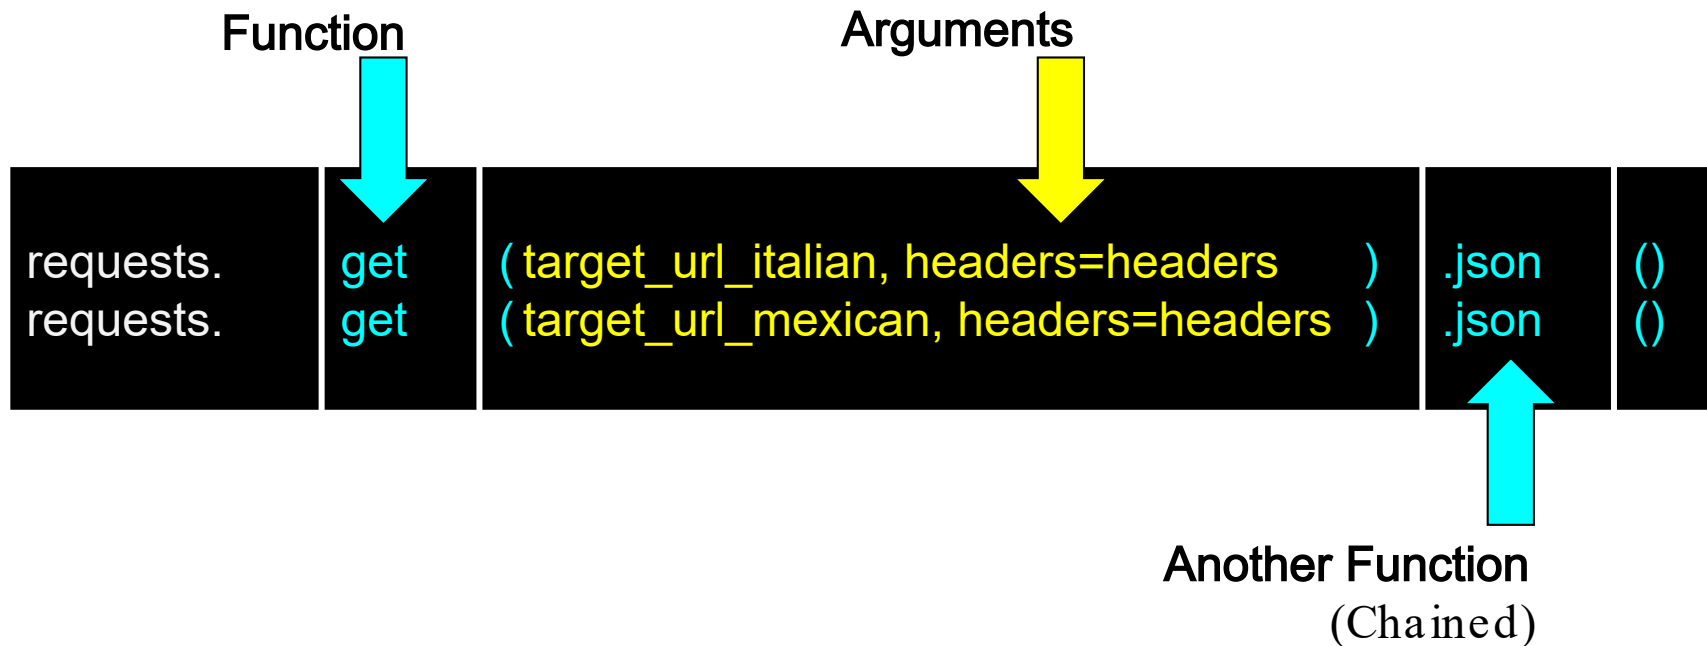 Function
Arguments
requests. get ( target_url_italian, headers=headers ) .json ()
requests. get ( target_url_mexican, headers=headers ) .json ()
Another Function
(Chained)